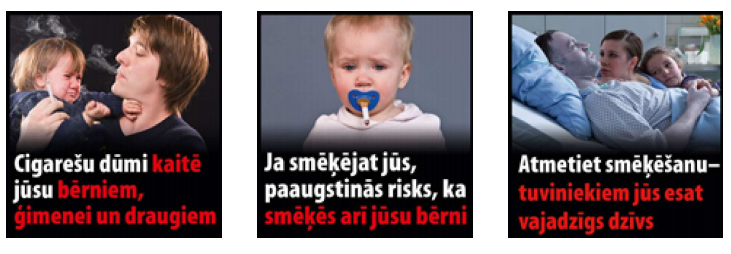 Cigarešu dūmi kaitē
jūsu bērniem,
ģimenei un draugiem
Ja smēķējat jūs,
paaugstinās risks, ka
smēķēs arī jūsu bērni
Atmetiet smēķēšanu–
tuviniekiem jūs esat
vajadzīgs dzīvs